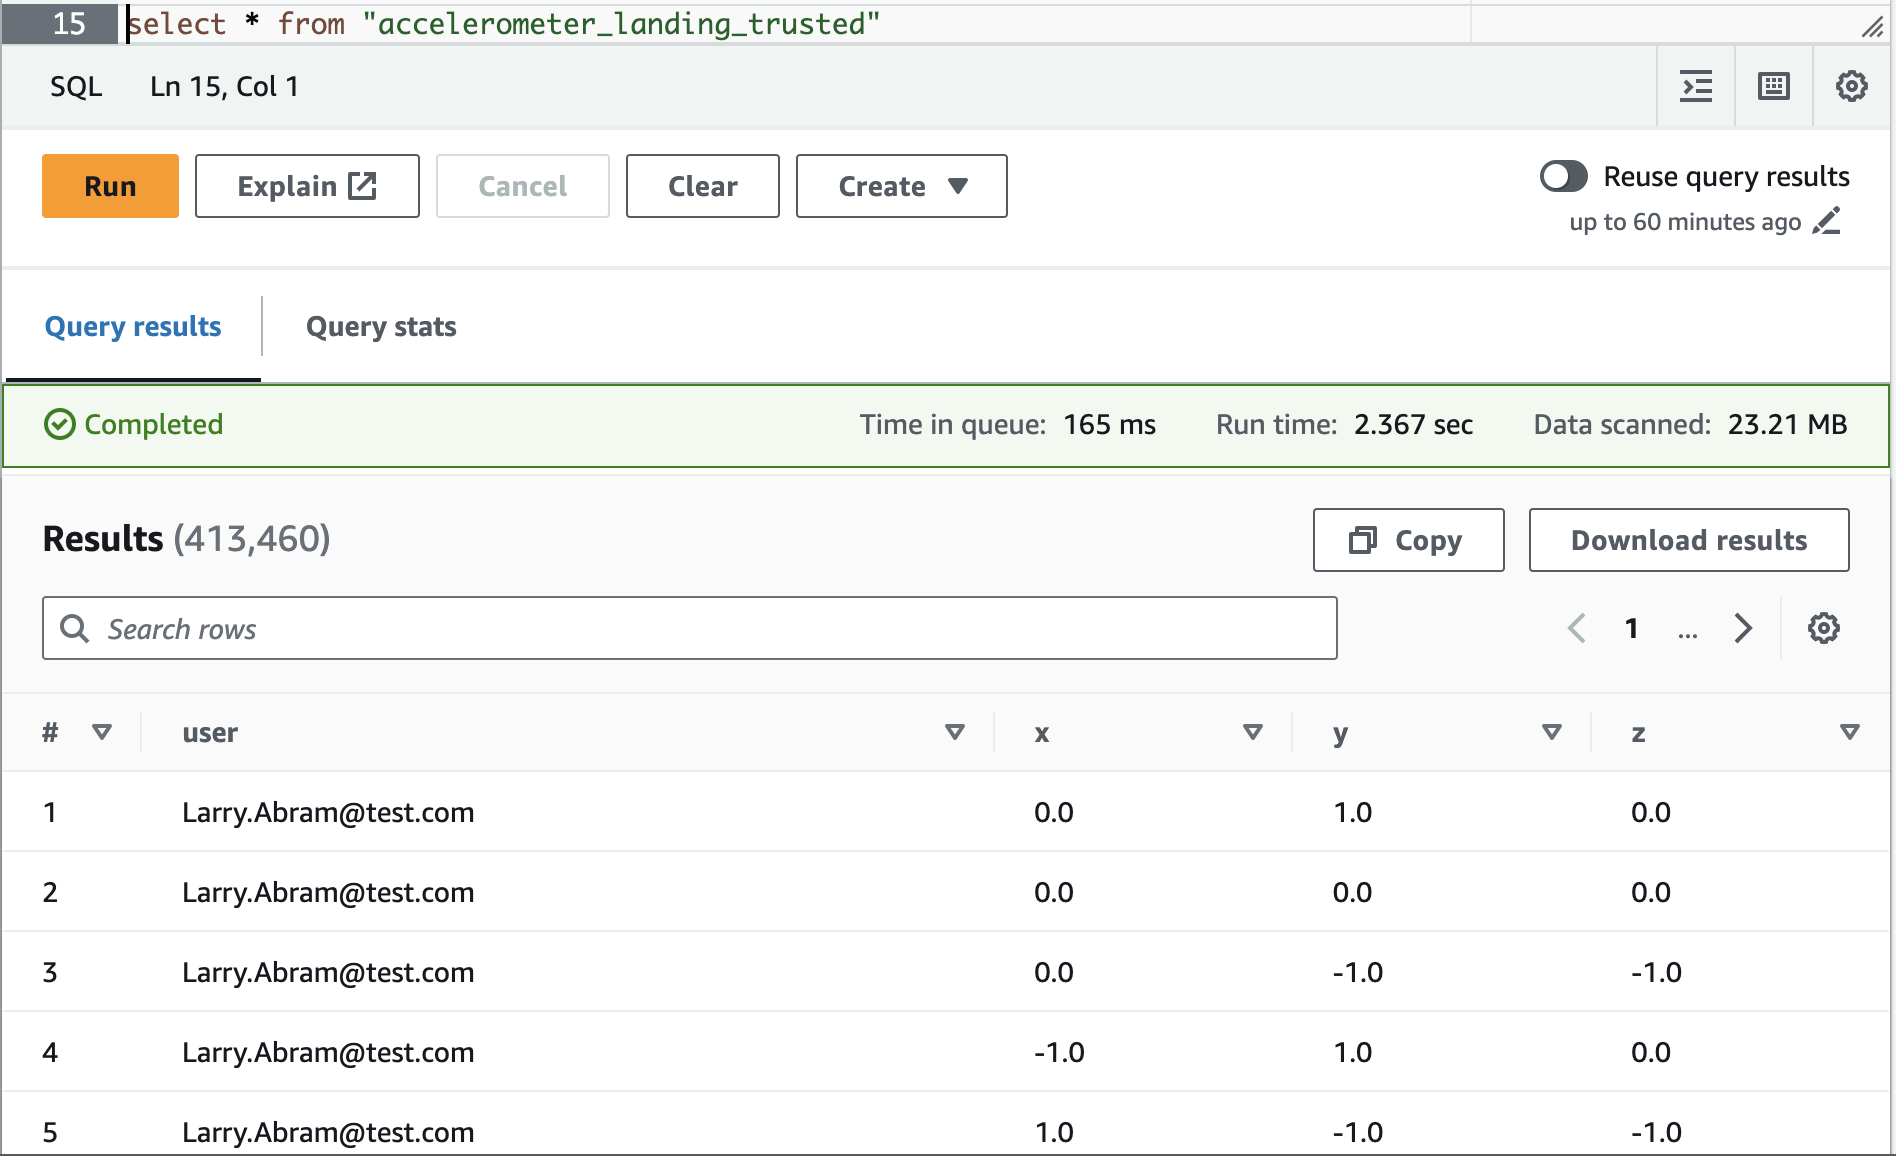 15 select * from "accelerometer_landing_trusted"
SQL Ln 15, Col 1
Run Explain Cancel Clear Create Reuse query results
up to 60 minutes ago
Query results Query stats
Completed Time in queue: 165 ms Run time: 2.367 sec Data scanned: 23.21 MB
Results (413,460) Copy Download results
Search rows 1 ...
# user x y z
1 Larry.Abram@test.com 0.0 1.0 0.0
2 Larry.Abram@test.com 0.0 0.0 0.0
3 Larry.Abram@test.com 0.0 -1.0 -1.0
4 Larry.Abram@test.com -1.0 1.0 0.0
5 Larry.Abram@test.com 1.0 -1.0 -1.0